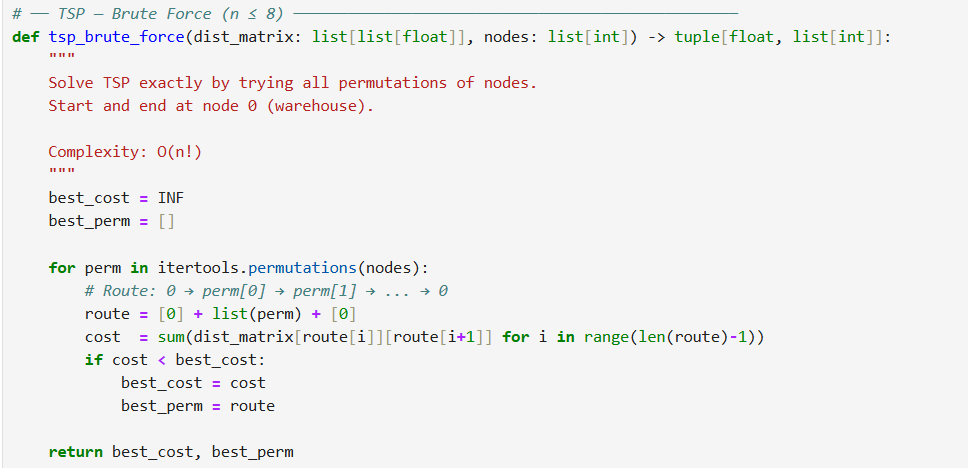 # ── TSP — Brute Force (n ≤ 8) ─────────────────────────────────────────────────
def tsp_brute_force(dist_matrix: list[list[float]], nodes: list[int]) -> tuple[float, list[int]]:
    """
    Solve TSP exactly by trying all permutations of nodes.
    Start and end at node 0 (warehouse).

    Complexity: O(n!)
    """
    best_cost = INF
    best_perm = []

    for perm in itertools.permutations(nodes):
        # Route: 0 → perm[0] → perm[1] → ... → 0
        route = [0] + list(perm) + [0]
        cost  = sum(dist_matrix[route[i]][route[i+1]] for i in range(len(route)-1))
        if cost < best_cost:
            best_cost = cost
            best_perm = route

    return best_cost, best_perm